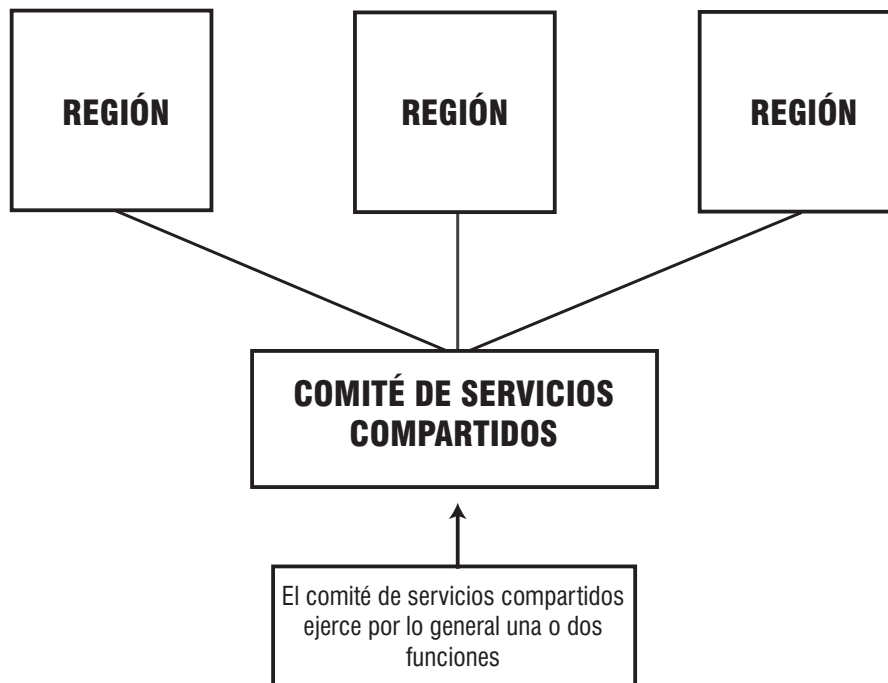 REGIÓN
REGIÓN
REGIÓN
COMITÉ DE SERVICIOS
COMPARTIDOS
El comité de servicios compartidos
ejerce por lo general una o dos
funciones